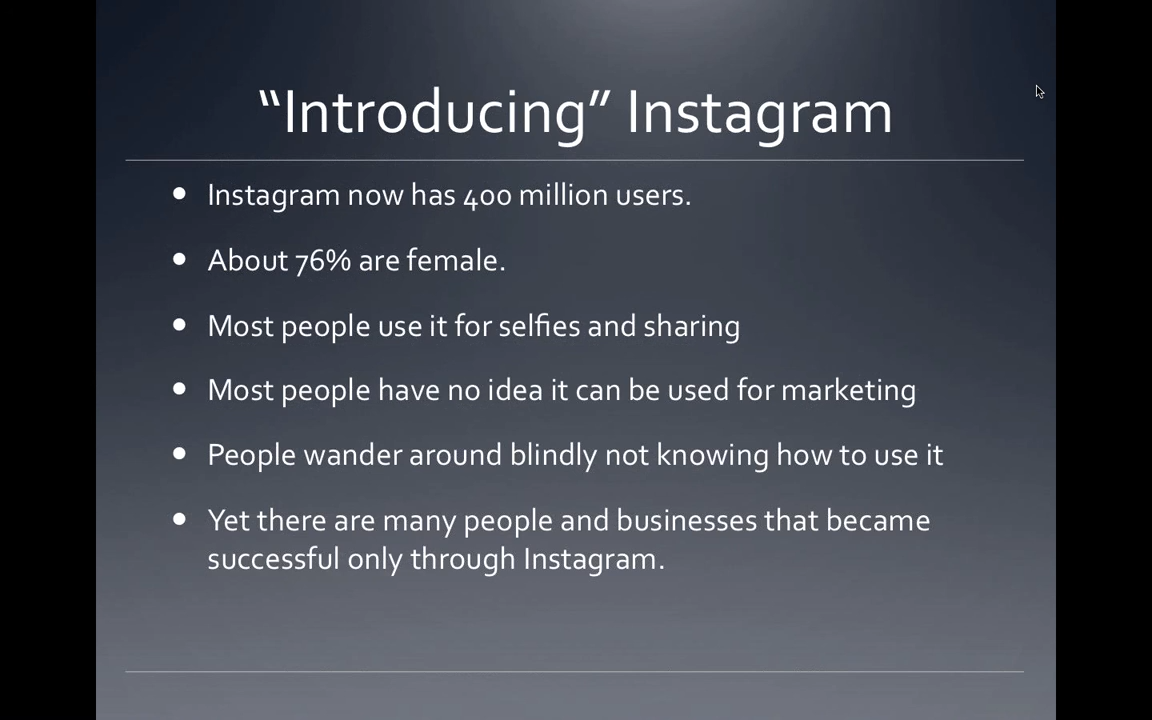 “Introducing” Instagram
• Instagram now has 400 million users.
• About 76% are female.
• Most people use it for selfies and sharing
• Most people have no idea it can be used for marketing
• People wander around blindly not knowing how to use it
• Yet there are many people and businesses that became
successful only through Instagram.